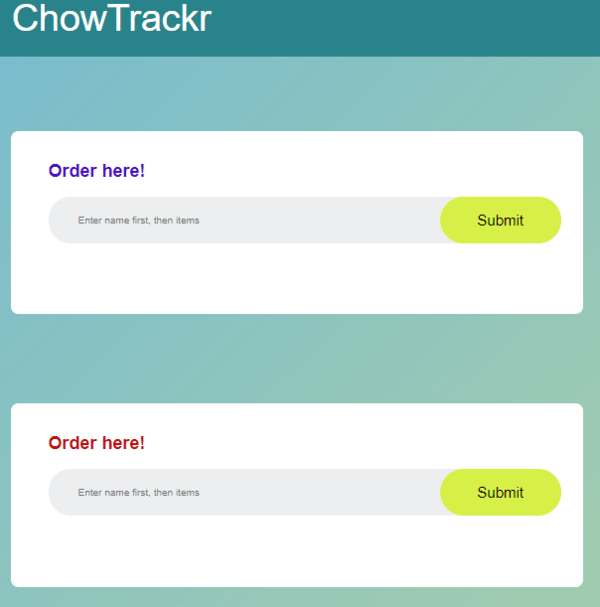 ChowTrackr
Order here!
Enter name first, then items
Submit
Order here!
Enter name first, then items
Submit